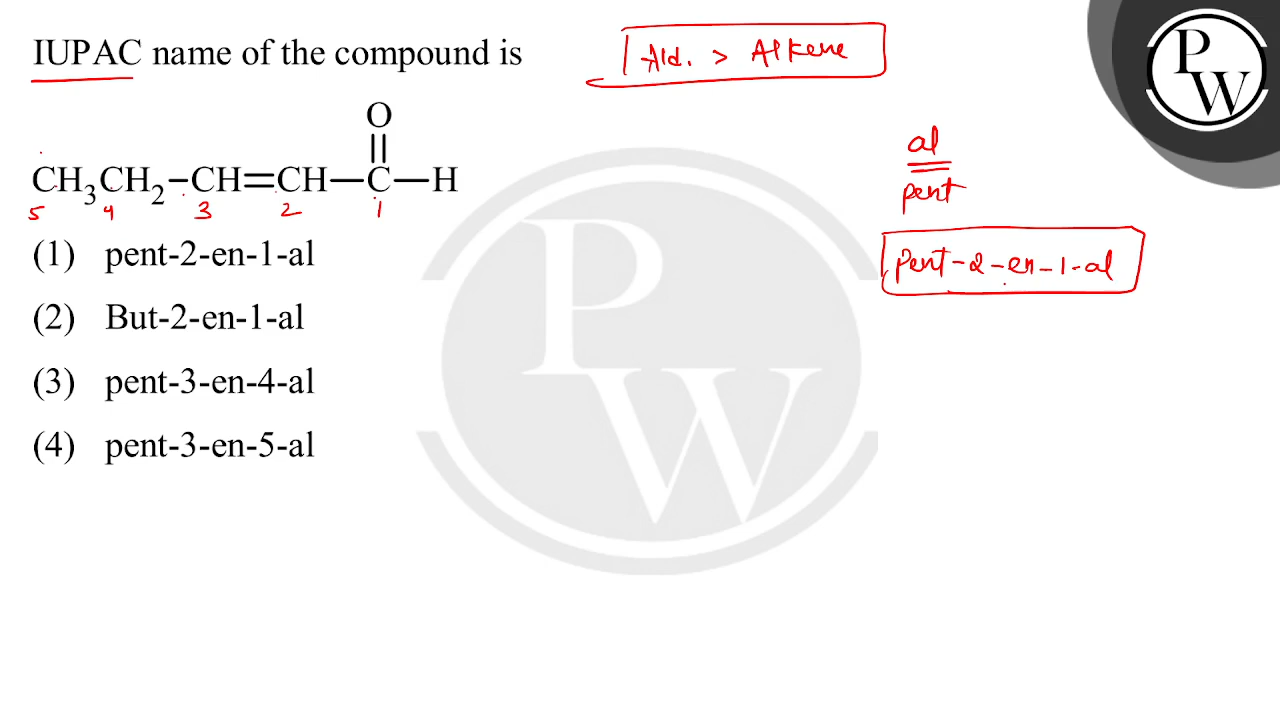 IUPAC name of the compound is
Ald. > Alkene
O
CH₃CH₂–CH=CH–C–H
5 4 3 2 1
al
pent
Pent-2-en-1-al
(1) pent-2-en-1-al
(2) But-2-en-1-al
(3) pent-3-en-4-al
(4) pent-3-en-5-al
P
W
P
W